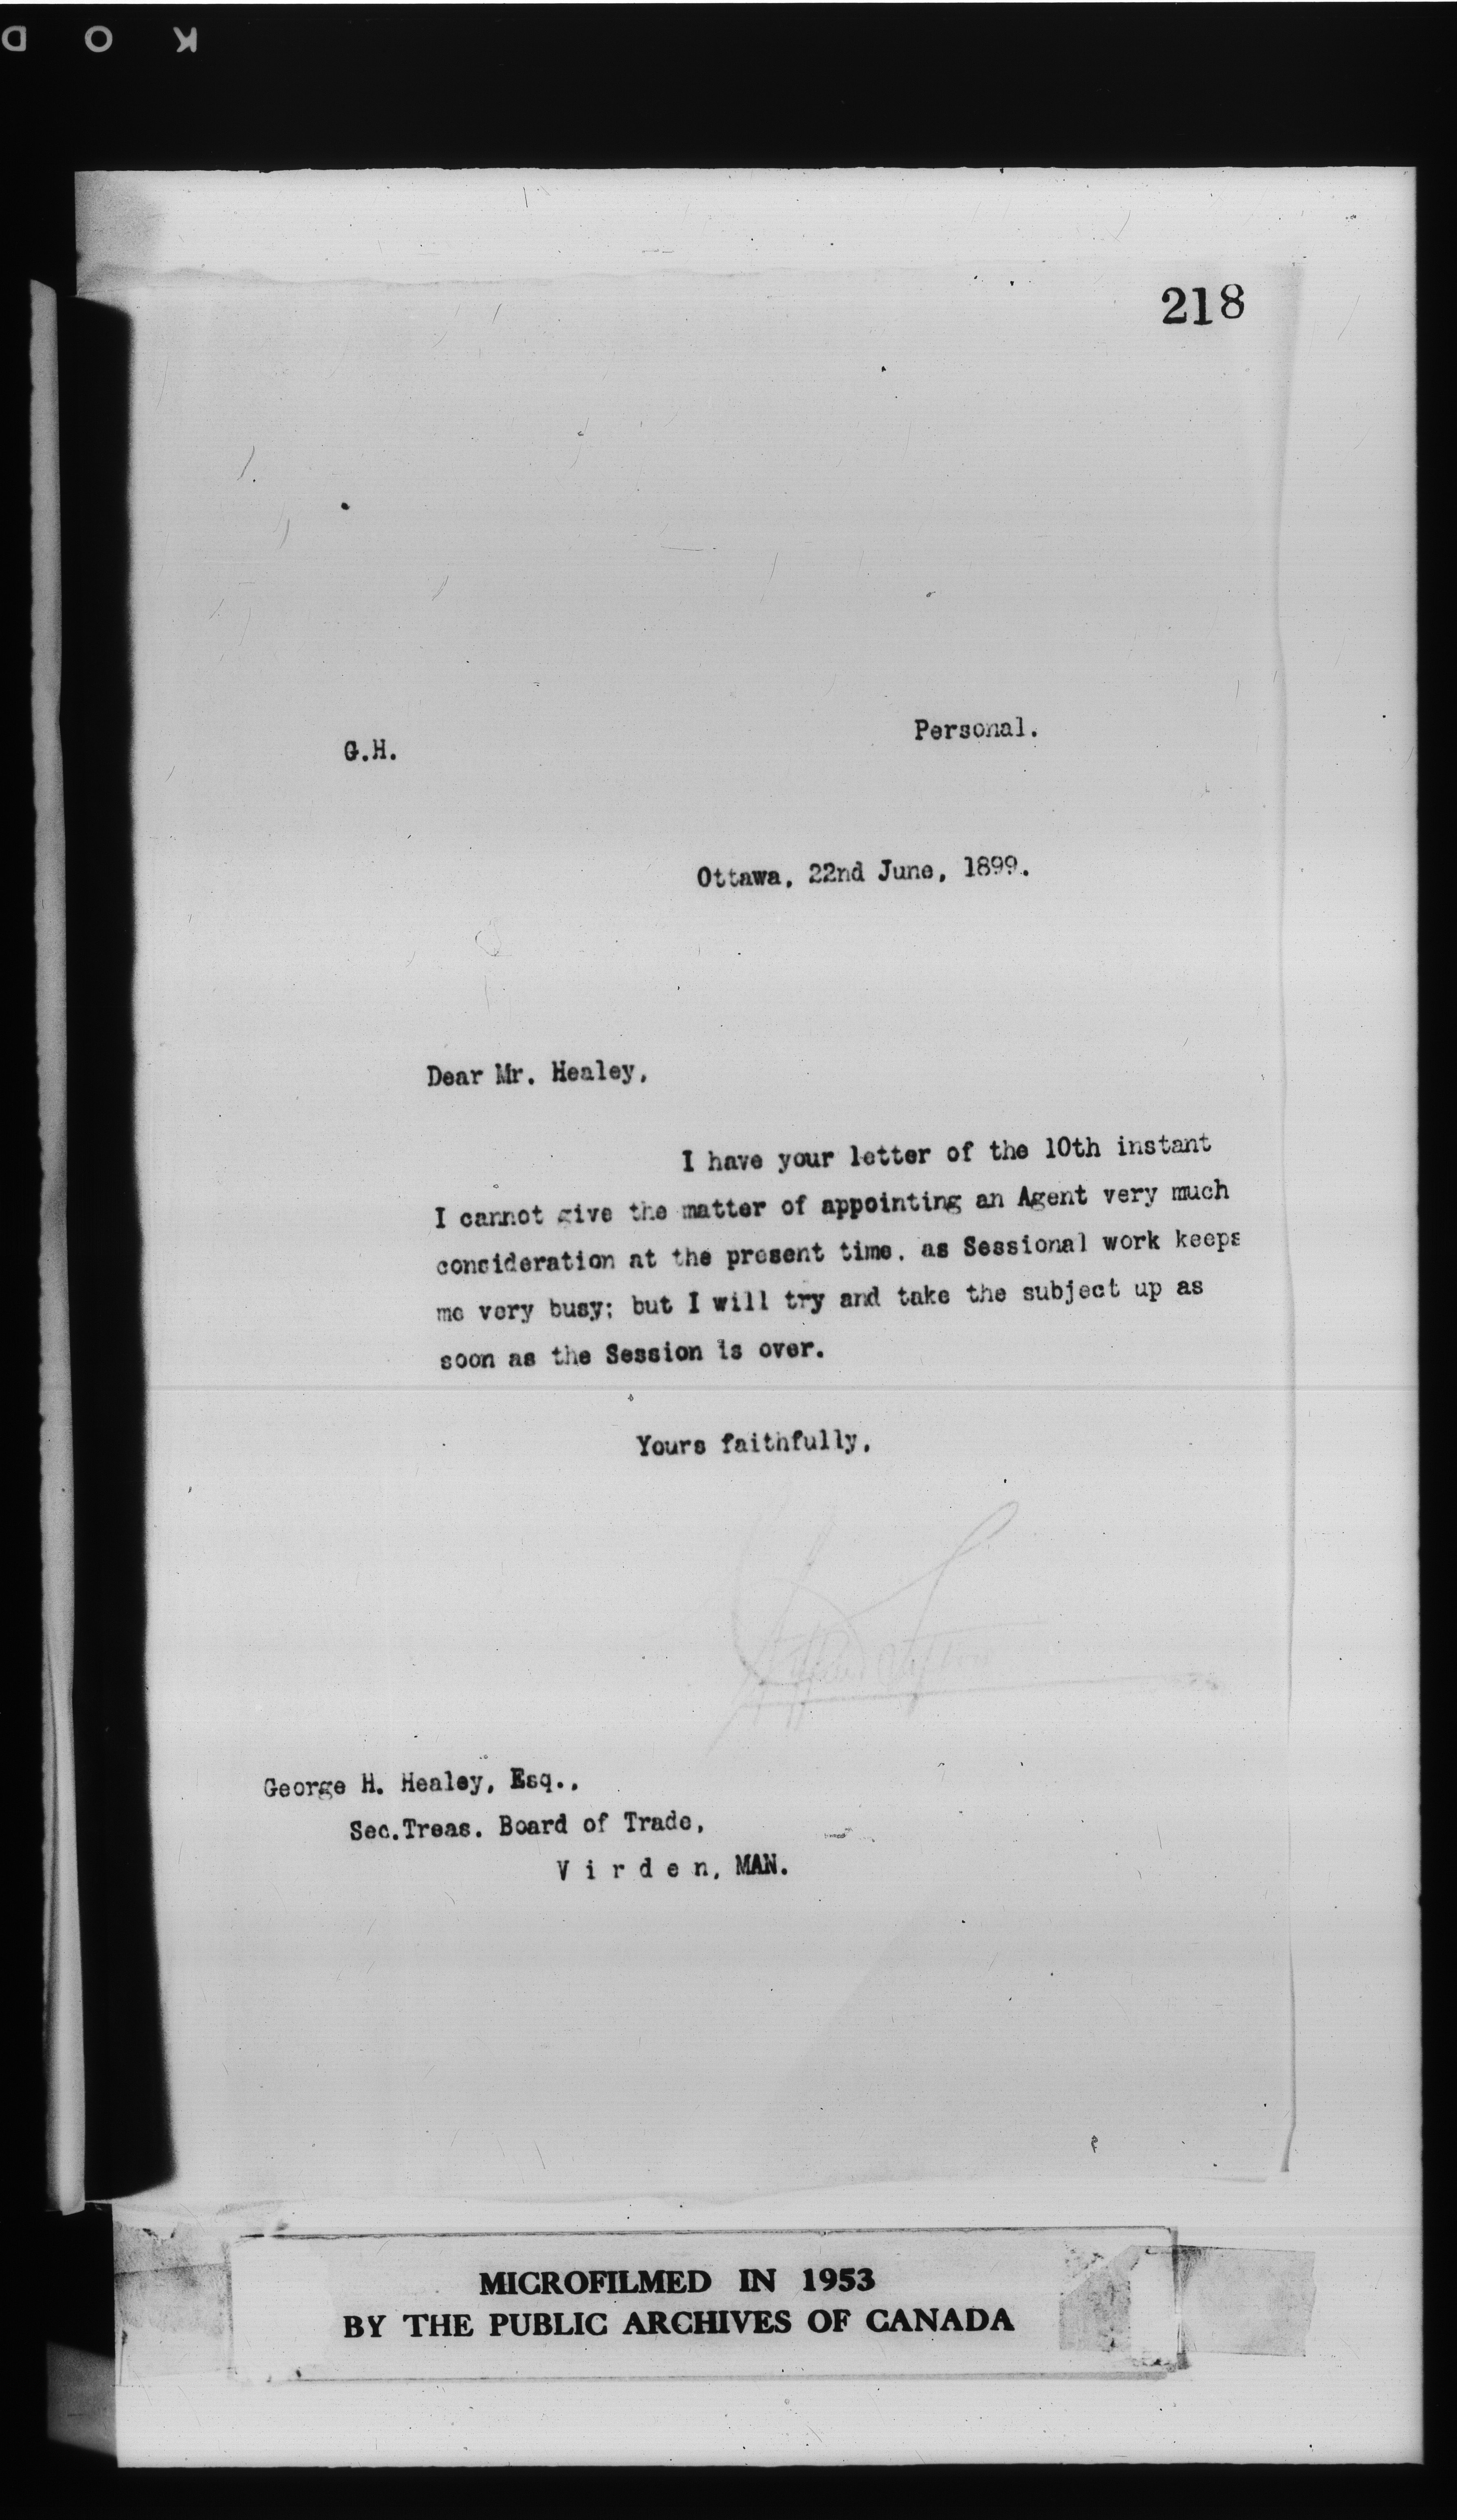 KOD
218
Personal.
G.H.
Ottawa, 22nd June, 1899.
Dear Mr. Healey,
I have your letter of the 10th instant
I cannot give the matter of appointing an Agent very much
consideration at the present time, as Sessional work keeps
me very busy; but I will try and take the subject up as
soon as the Session is over.
Yours faithfully,
George H. Healey, Esq.,
Sec.Treas. Board of Trade,
V i r d e n, MAN.
MICROFILMED IN 1953
BY THE PUBLIC ARCHIVES OF CANADA